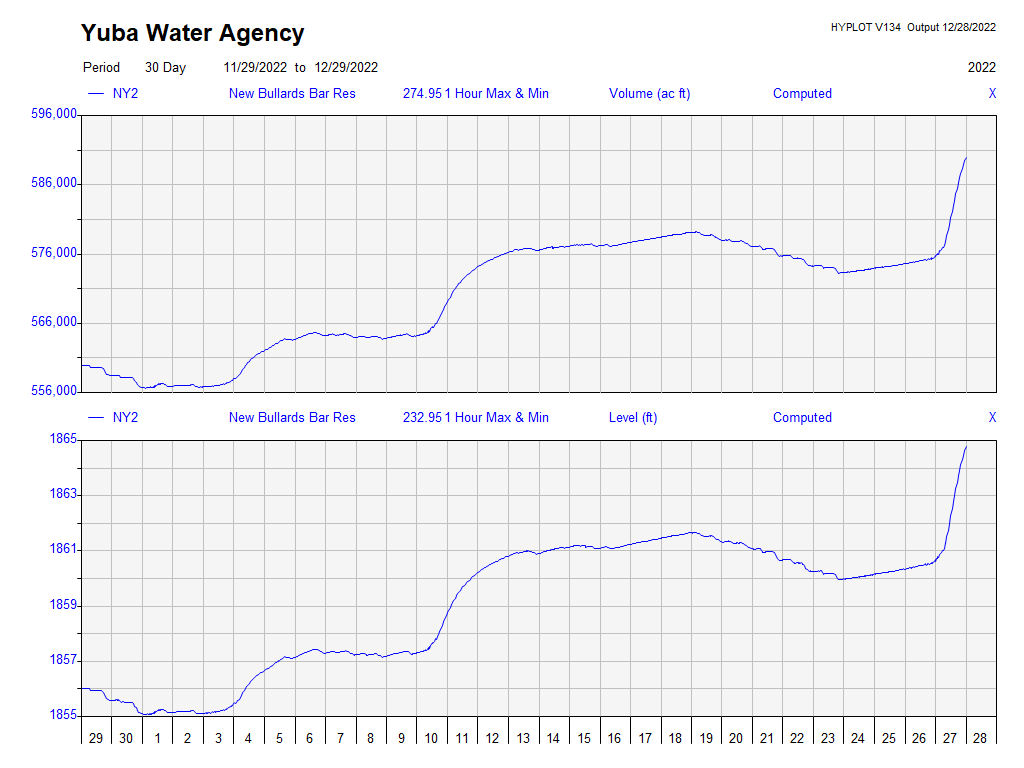 Yuba Water Agency
HYPLOT V134 Output 12/28/2022
Period 30 Day 11/29/2022 to 12/29/2022 2022
NY2 New Bullards Bar Res 274.95 1 Hour Max & Min Volume (ac ft) Computed X
596,000
586,000
576,000
566,000
556,000
NY2 New Bullards Bar Res 232.95 1 Hour Max & Min Level (ft) Computed X
1865
1863
1861
1859
1857
1855
29 30 1 2 3 4 5 6 7 8 9 10 11 12 13 14 15 16 17 18 19 20 21 22 23 24 25 26 27 28